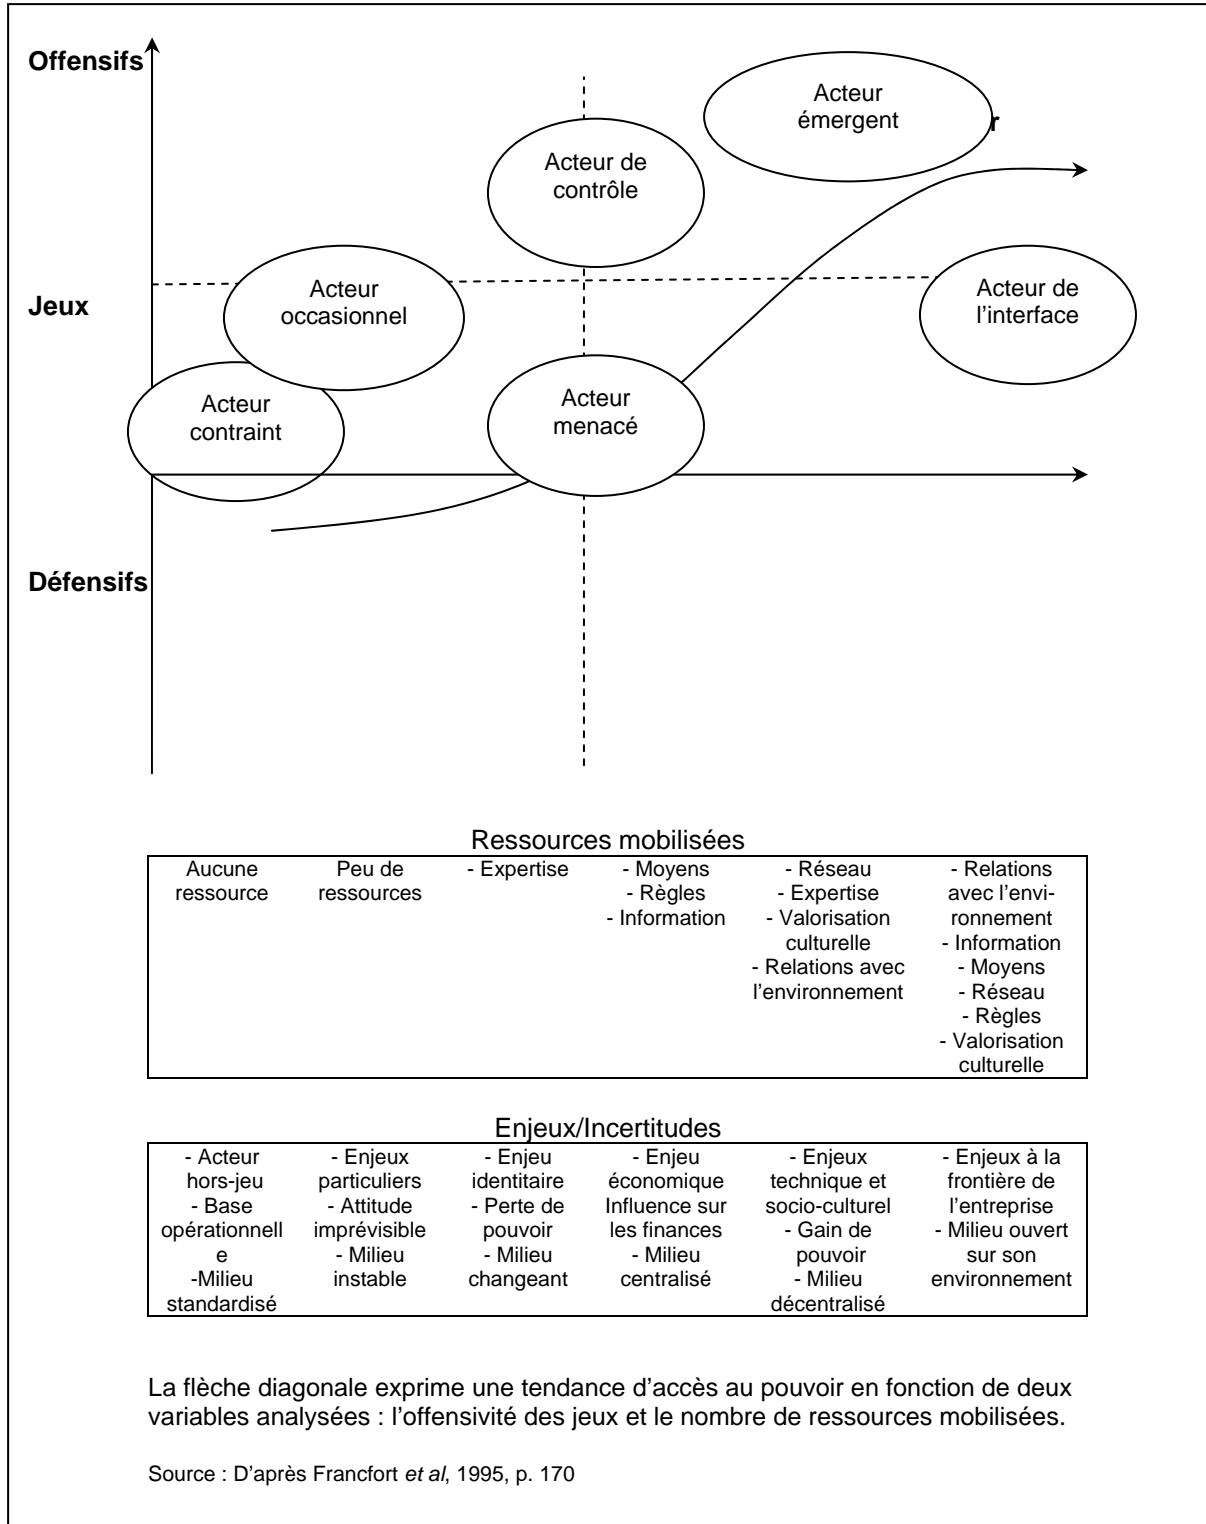 Offensifs
Acteur
émergent
r
Acteur de
contrôle
Acteur
occasionnel
Jeux
Acteur de
l'interface
Acteur
contraint
Acteur
menacé
Défensifs
Ressources mobilisées
Aucune
ressource
Peu de
ressources
- Expertise
- Moyens
- Règles
- Information
- Réseau
- Expertise
- Valorisation
culturelle
- Relations avec
l'environnement
- Relations
avec l'envi-
ronnement
- Information
- Moyens
- Réseau
- Règles
- Valorisation
culturelle
Enjeux/Incertitudes
- Acteur
hors-jeu
- Base
opérationnell
e
-Milieu
standardisé
- Enjeux
particuliers
- Attitude
imprévisible
- Milieu
instable
- Enjeu
identitaire
- Perte de
pouvoir
- Milieu
changeant
- Enjeu
économique
Influence sur
les finances
- Milieu
centralisé
- Enjeux
technique et
socio-culturel
- Gain de
pouvoir
- Milieu
décentralisé
- Enjeux à la
frontière de
l'entreprise
- Milieu ouvert
sur son
environnement
La flèche diagonale exprime une tendance d'accès au pouvoir en fonction de deux
variables analysées : l'offensivité des jeux et le nombre de ressources mobilisées.
Source : D'après Francfort et al, 1995, p. 170